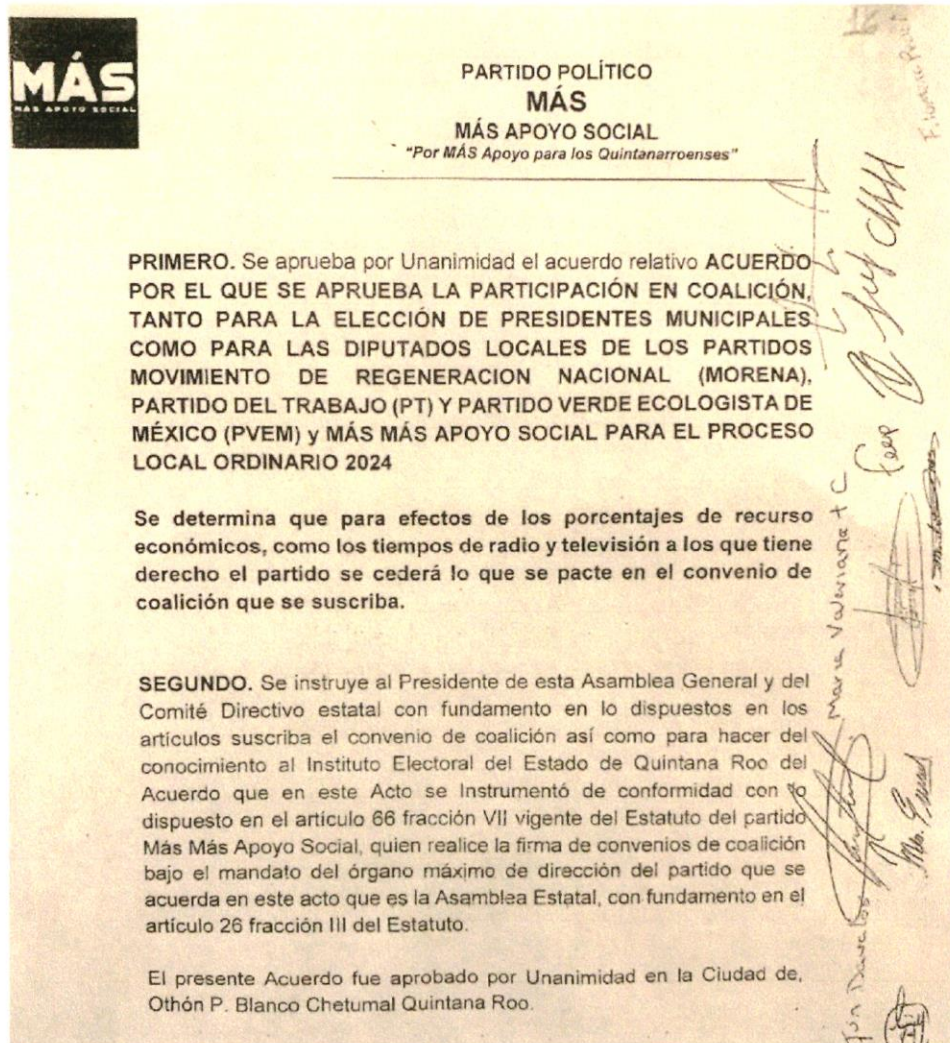 MÁS
MÁS APOYO SOCIAL
PARTIDO POLÍTICO
MÁS
MÁS APOYO SOCIAL
"Por MÁS Apoyo para los Quintanarroenses"
PRIMERO. Se aprueba por Unanimidad el acuerdo relativo ACUERDO
POR EL QUE SE APRUEBA LA PARTICIPACIÓN EN COALICIÓN,
TANTO PARA LA ELECCIÓN DE PRESIDENTES MUNICIPALES
COMO PARA LAS DIPUTADOS LOCALES DE LOS PARTIDOS
MOVIMIENTO DE REGENERACION NACIONAL (MORENA),
PARTIDO DEL TRABAJO (PT) Y PARTIDO VERDE ECOLOGISTA DE
MÉXICO (PVEM) y MÁS MÁS APOYO SOCIAL PARA EL PROCESO
LOCAL ORDINARIO 2024
Se determina que para efectos de los porcentajes de recurso
económicos, como los tiempos de radio y televisión a los que tiene
derecho el partido se cederá lo que se pacte en el convenio de
coalición que se suscriba.
SEGUNDO. Se instruye al Presidente de esta Asamblea General y del
Comité Directivo estatal con fundamento en lo dispuestos en los
artículos suscriba el convenio de coalición así como para hacer del
conocimiento al Instituto Electoral del Estado de Quintana Roo del
Acuerdo que en este Acto se Instrumentó de conformidad con lo
dispuesto en el artículo 66 fracción VII vigente del Estatuto del partido
Más Más Apoyo Social, quien realice la firma de convenios de coalición
bajo el mandato del órgano máximo de dirección del partido que se
acuerda en este acto que es la Asamblea Estatal, con fundamento en el
artículo 26 fracción III del Estatuto.
El presente Acuerdo fue aprobado por Unanimidad en la Ciudad de,
Othón P. Blanco Chetumal Quintana Roo.
Maria Valeriana + C